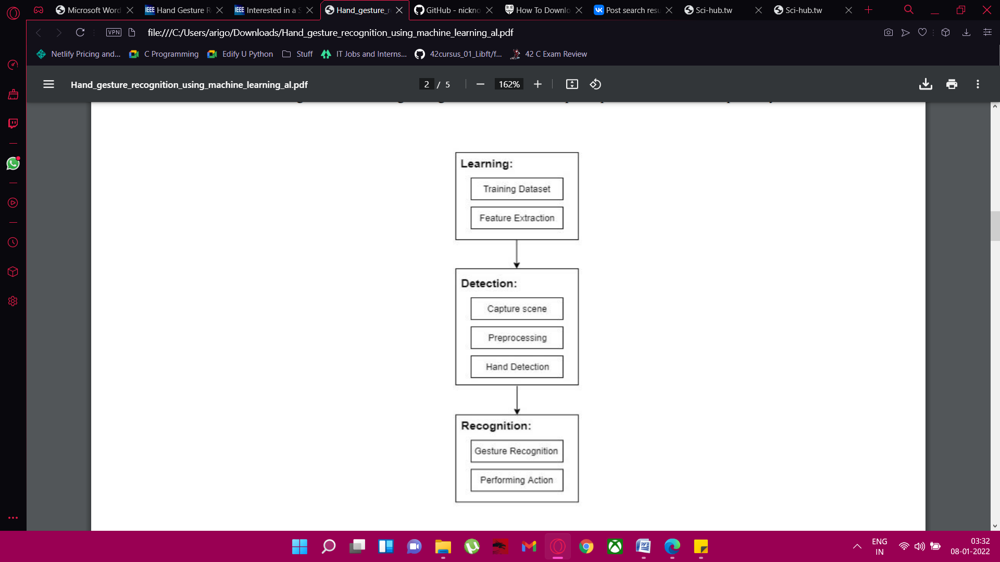 Microsoft Word
Hand Gesture R
Interested in a S
Hand_gesture_r
GitHub - nickno
How To Downlo
Post search resu
Sci-hub.tw
Sci-hub.tw
VPN
file:///C:/Users/arigo/Downloads/Hand_gesture_recognition_using_machine_learning_al.pdf
Netlify Pricing and...
C Programming
Edify U Python
Stuff
IT Jobs and Interns...
42cursus_01_Libft/f...
42 C Exam Review
Hand_gesture_recognition_using_machine_learning_al.pdf
2 / 5
162%
Learning:
Training Dataset
Feature Extraction
Detection:
Capture scene
Preprocessing
Hand Detection
Recognition:
Gesture Recognition
Performing Action
ENG
IN
03:32
08-01-2022